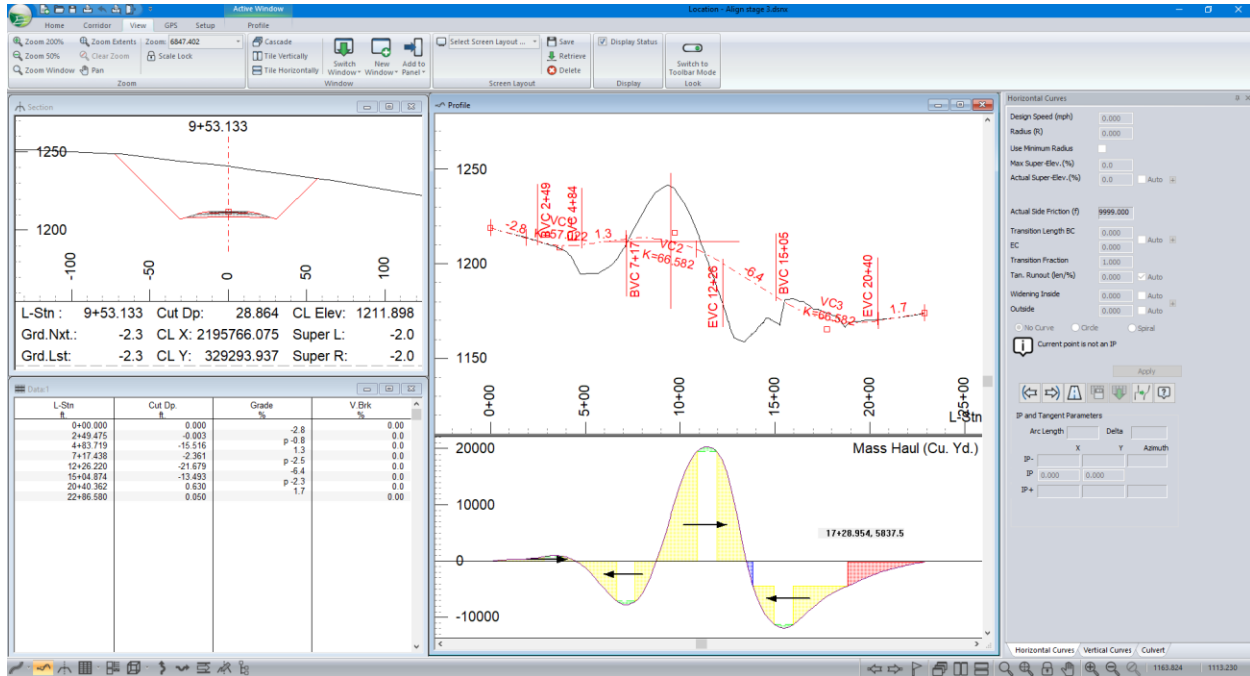 Active Window
Location - Align stage 3.dsnx
Home Corridor View GPS Setup Profile
Zoom 200% Zoom Extents Zoom: 6847.402
Zoom 50% Clear Zoom Scale Lock
Zoom Window Pan
Zoom
Cascade
Tile Vertically
Tile Horizontally
Switch Window
New Window
Add to Panel
Window
Select Screen Layout ...
Save
Retrieve
Delete
Screen Layout
Display Status
Display
Switch to
Toolbar Mode
Look
Section
9+53.133
1250
1200
-100 -50 0 50 100
L-Stn : 9+53.133 Cut Dp: 28.864 CL Elev: 1211.898
Grd.Nxt.: -2.3 CL X: 2195766.075 Super L: -2.0
Grd.Lst: -2.3 CL Y: 329293.937 Super R: -2.0
Data:1
L-Stn Cut Dp. Grade V.Brk
ft. ft. % %
0+00.000 0.000 0.00
-2.8
2+49.475 -0.003 0.0
p -0.8
4+83.719 -15.516 0.0
1.3
7+17.438 -2.361 0.0
p -2.5
12+26.220 -21.679 0.0
-6.4
15+04.874 -13.493 0.0
p -2.3
20+40.362 0.630 0.0
1.7
22+86.580 0.050 0.00
Profile
1250
1200
1150
-2.8
BVC 2+49
VC1
EVC 4+84
1.3
BVC 7+17
VC2
K=66.582
EVC 12+26
-6.4
BVC 15+05
VC3
K=66.582
EVC 20+40
1.7
0+00 5+00 10+00 15+00 20+00 25+00
L-Stn
Mass Haul (Cu. Yd.)
20000
10000
0
-10000
17+28.954, 5837.5
Horizontal Curves
Design Speed (mph) 0.000
Radius (R) 0.000
Use Minimum Radius
Max Super-Elev.(%) 0.0
Actual Super-Elev.(%) 0.0 Auto
Actual Side Friction (f) 9999.000
Transition Length BC 0.000
Auto
EC 0.000
Transition Fraction 1.000
Tan. Runout (len/%) 0.000 Auto
Widening Inside 0.000 Auto
Outside 0.000 Auto
No Curve Circle Spiral
Current point is not an IP
Apply
IP and Tangent Parameters
Arc Length Delta
X Y Azimuth
IP-
IP 0.000 0.000
IP+
Horizontal Curves Vertical Curves Culvert
1163.824 1113.230